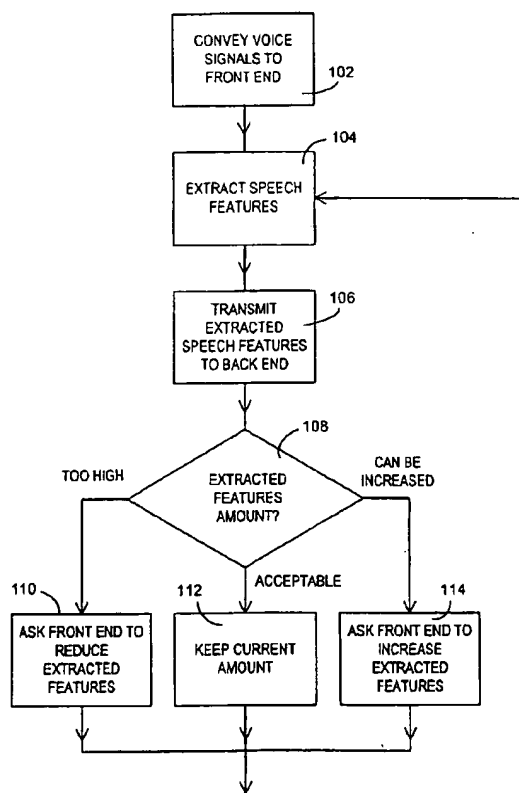 CONVEY VOICE
SIGNALS TO
FRONT END
102
104
EXTRACT SPEECH
FEATURES
TRANSMIT
EXTRACTED
SPEECH FEATURES
TO BACK END
106
108
TOO HIGH
EXTRACTED
FEATURES
AMOUNT?
CAN BE
INCREASED
ACCEPTABLE
110
ASK FRONT END TO
REDUCE
EXTRACTED
FEATURES
112
KEEP CURRENT
AMOUNT
114
ASK FRONT END TO
INCREASE
EXTRACTED
FEATURES